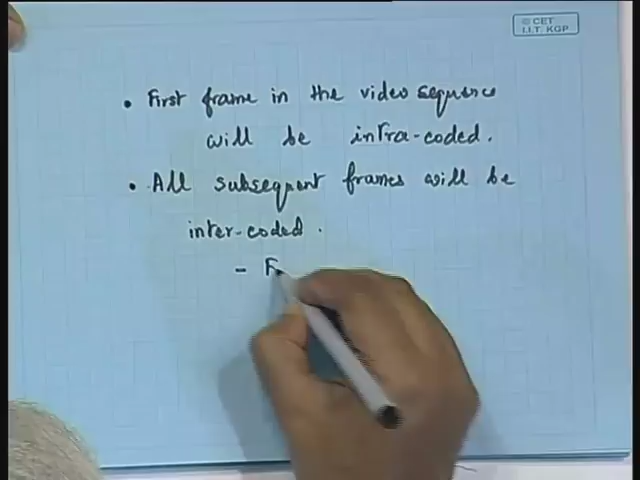 © CET
I.I.T. KGP
• First frame in the video sequence
will be intra-coded.
• All subsequent frames will be
inter-coded.
- F